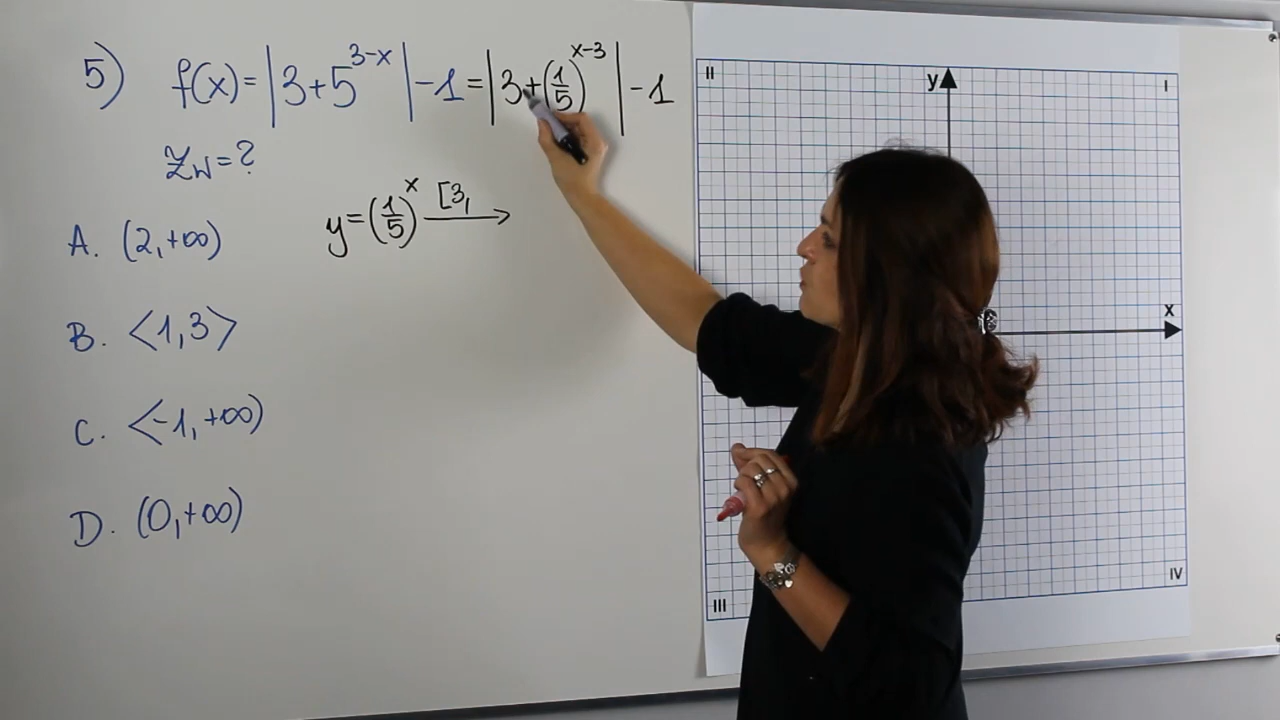 5) f(x)=|3+5^(3-x)|-1=|3+(1/5)^(x-3)|-1
Zw=?
y=(1/5)^x [3, →
A. (2,+∞)
B. <1,3>
C. <-1,+∞)
D. (0,+∞)
II y I
x
III IV